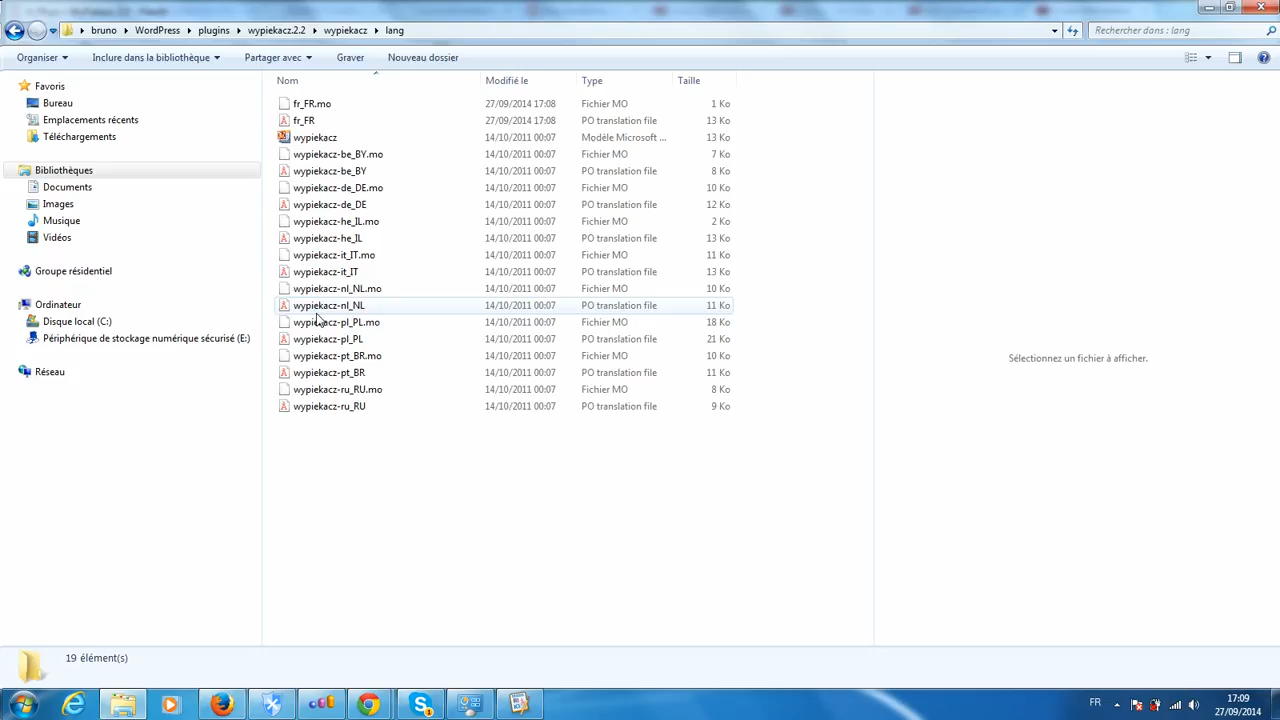 bruno ▸ WordPress ▸ plugins ▸ wypiekacz.2.2 ▸ wypiekacz ▸ lang
Rechercher dans : lang
Organiser Inclure dans la bibliothèque Partager avec Graver Nouveau dossier
Nom Modifié le Type Taille
Favoris
Bureau
Emplacements récents
Téléchargements
Bibliothèques
Documents
Images
Musique
Vidéos
Groupe résidentiel
Ordinateur
Disque local (C:)
Périphérique de stockage numérique sécurisé (E:)
Réseau
fr_FR.mo 27/09/2014 17:08 Fichier MO 1 Ko
fr_FR 27/09/2014 17:08 PO translation file 13 Ko
wypiekacz 14/10/2011 00:07 Modèle Microsoft ... 13 Ko
wypiekacz-be_BY.mo 14/10/2011 00:07 Fichier MO 7 Ko
wypiekacz-be_BY 14/10/2011 00:07 PO translation file 8 Ko
wypiekacz-de_DE.mo 14/10/2011 00:07 Fichier MO 10 Ko
wypiekacz-de_DE 14/10/2011 00:07 PO translation file 12 Ko
wypiekacz-he_IL.mo 14/10/2011 00:07 Fichier MO 2 Ko
wypiekacz-he_IL 14/10/2011 00:07 PO translation file 13 Ko
wypiekacz-it_IT.mo 14/10/2011 00:07 Fichier MO 11 Ko
wypiekacz-it_IT 14/10/2011 00:07 PO translation file 13 Ko
wypiekacz-nl_NL.mo 14/10/2011 00:07 Fichier MO 10 Ko
wypiekacz-nl_NL 14/10/2011 00:07 PO translation file 11 Ko
wypiekacz-pl_PL.mo 14/10/2011 00:07 Fichier MO 18 Ko
wypiekacz-pl_PL 14/10/2011 00:07 PO translation file 21 Ko
wypiekacz-pt_BR.mo 14/10/2011 00:07 Fichier MO 10 Ko
wypiekacz-pt_BR 14/10/2011 00:07 PO translation file 11 Ko
wypiekacz-ru_RU.mo 14/10/2011 00:07 Fichier MO 8 Ko
wypiekacz-ru_RU 14/10/2011 00:07 PO translation file 9 Ko
Sélectionnez un fichier à afficher.
19 élément(s)
FR
17:09
27/09/2014